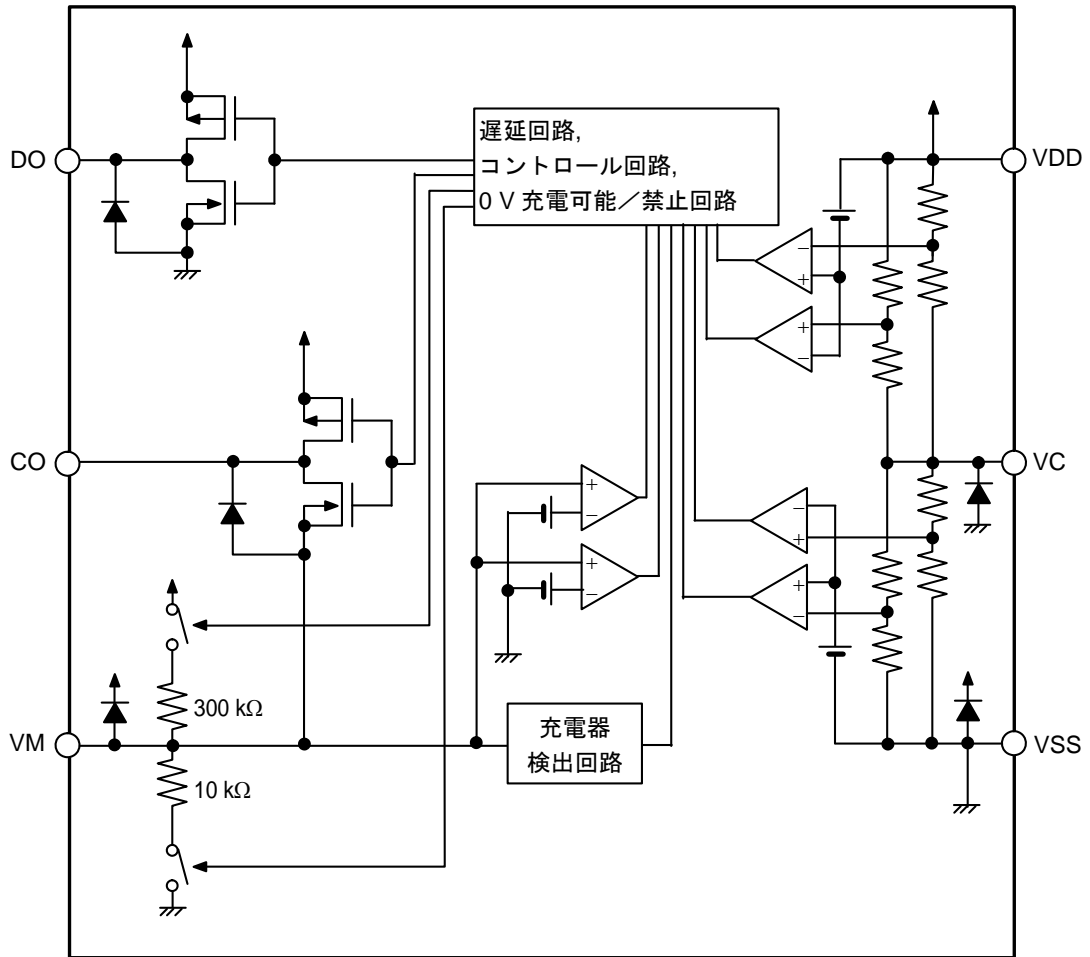 遅延回路,
コントロール回路,
0 V 充電可能／禁止回路
DO
VDD
−
+
+
−
CO
VC
+
−
+
−
−
+
+
−
300 kΩ
VM
10 kΩ
充電器
検出回路
VSS